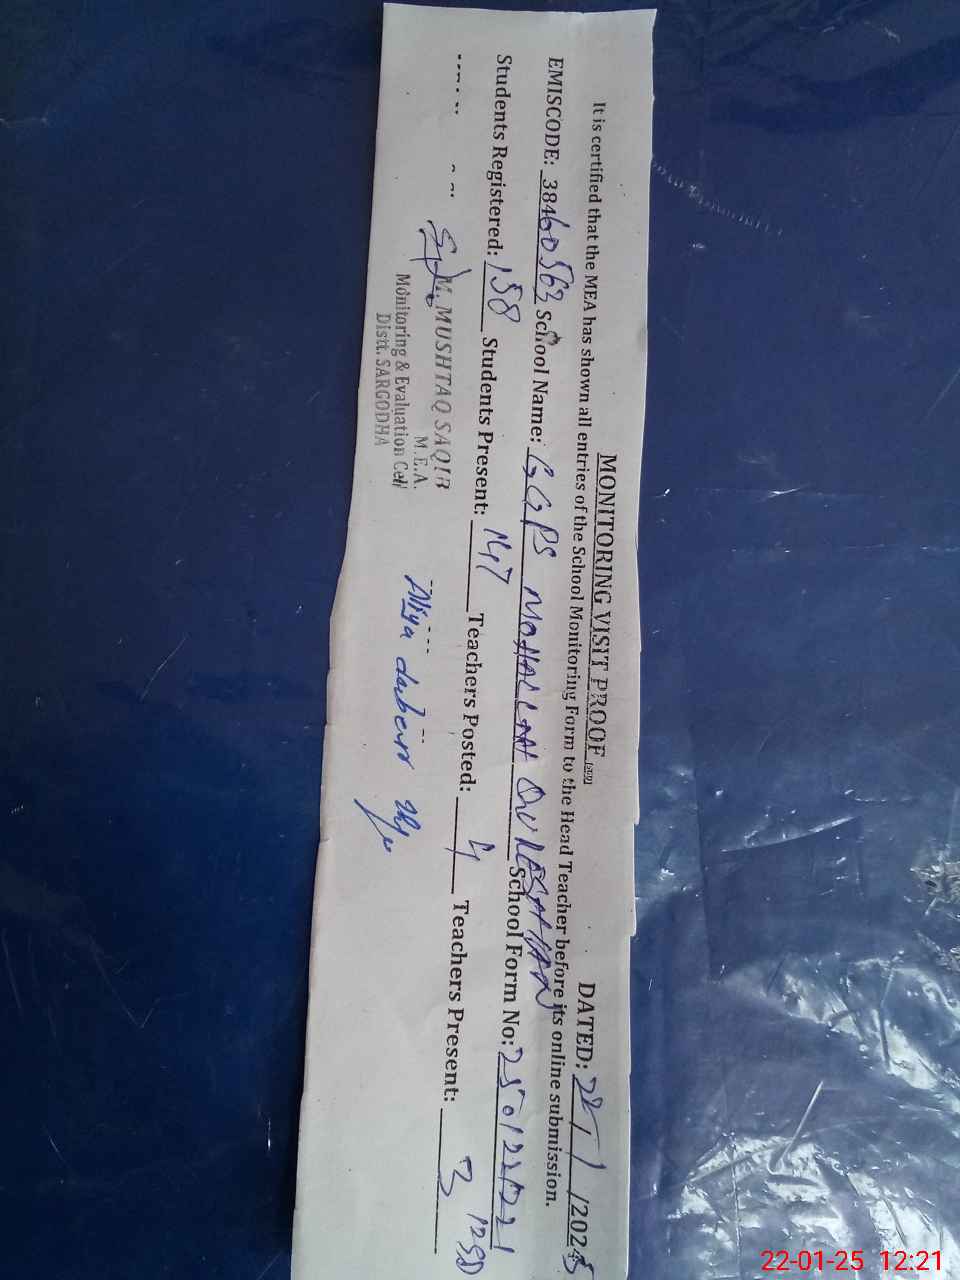 MONITORING VISIT PROOF
DATED: 22/1/2025
It is certified that the MEA has shown all entries of the School Monitoring Form to the Head Teacher before its online submission.
EMISCODE: 38460563 School Name: GGPS MOHALLAH QURESHIAN School Form No:
Students Registered: 158 Students Present: 147 Teachers Posted: 4 Teachers Present: 3
M. MUSHTAQ SAQIB
M.E.A.
Monitoring & Evaluation Cell
Distt. SARGODHA
Aliya
22-01-25 12:21